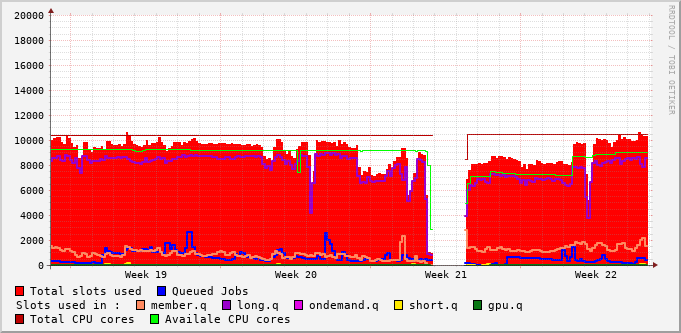 20000
18000
16000
14000
12000
10000
8000
6000
4000
2000
0
Week 19 Week 20 Week 21 Week 22
RRDTOOL / TOBI OETIKER
Total slots used Queued Jobs
Slots used in : member.q long.q ondemand.q short.q gpu.q
Total CPU cores Availale CPU cores